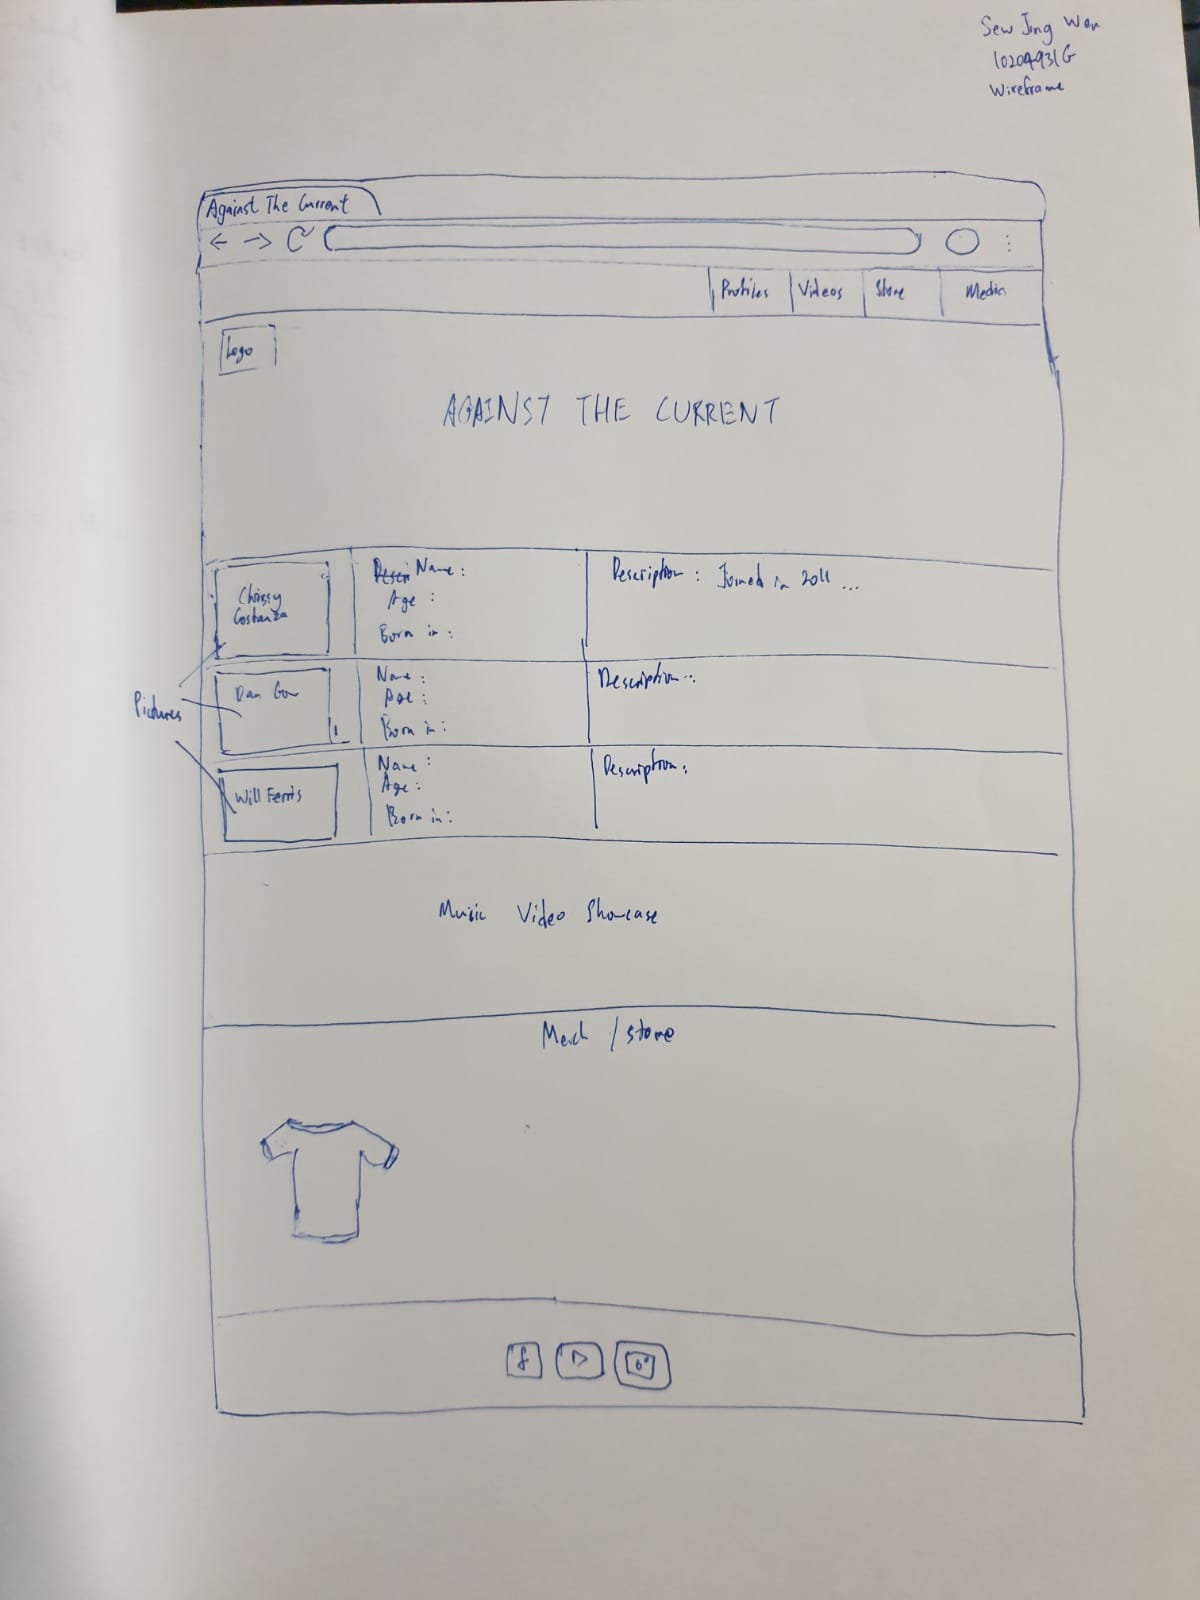 Sew Jing Wen
10204931G
Wireframe
Against The Current
Profiles Videos Store Media
Logo
AGAINST THE CURRENT
Chrissy
Costanza
Name :
Age :
Born in :
Description : Joined in 2011 ...
Pictures
Dan Gow
Name :
Age :
Born in :
Description :
Will Ferris
Name :
Age :
Born in :
Description :
Music Video Showcase
Merch / Store
f